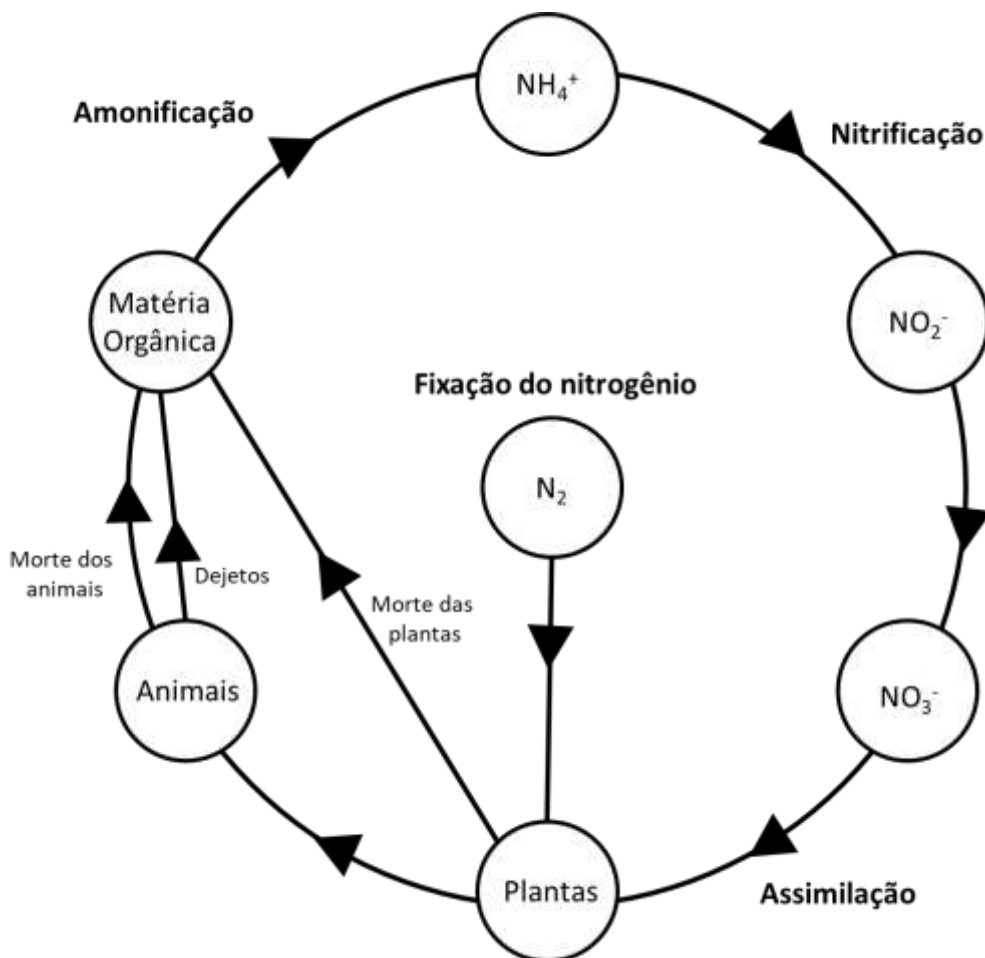 NH₄⁺
Amonificação
Nitrificação
Matéria
Orgânica
NO₂⁻
Fixação do nitrogênio
N₂
Morte dos
animais
Dejetos
Morte das
plantas
Animais
NO₃⁻
Plantas
Assimilação